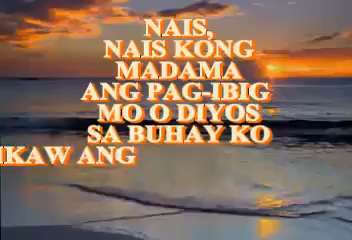 NAIS,
NAIS KONG
MADAMA
ANG PAG-IBIG
MO O DIYOS
SA BUHAY KO
IKAW ANG